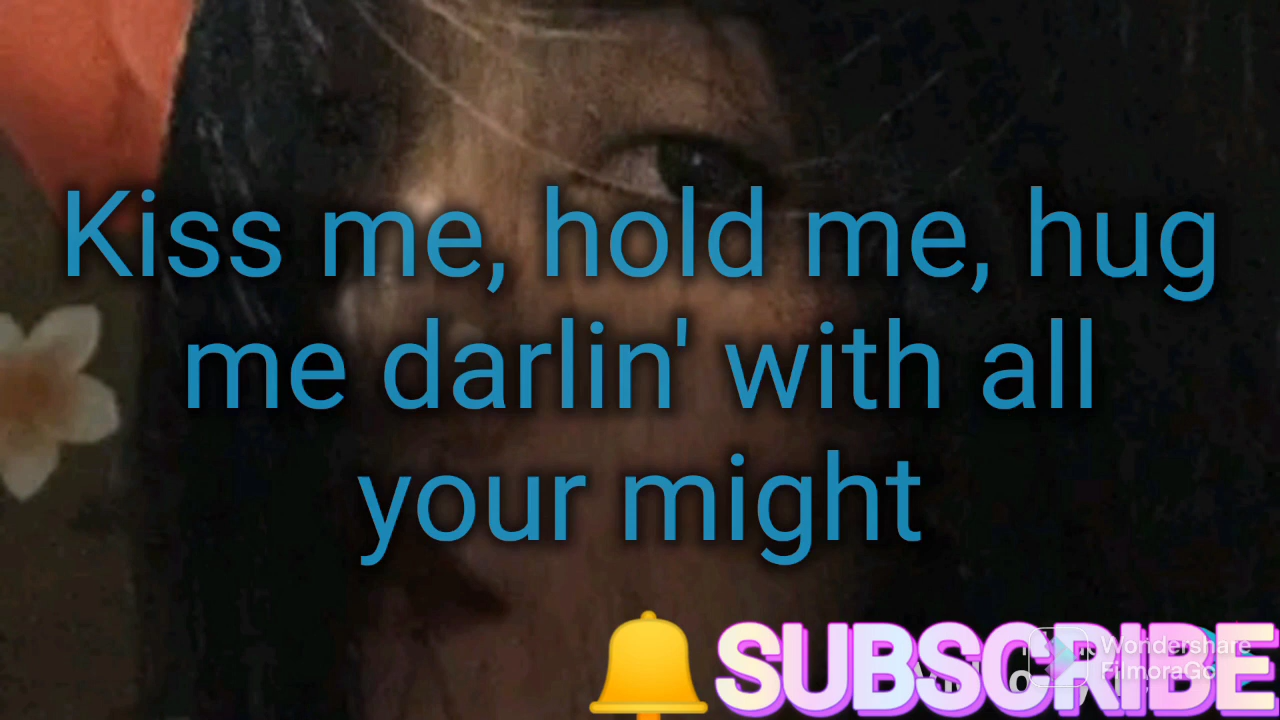 Kiss me, hold me, hug
me darlin' with all
your might
SUBSCRIBE
Wondershare
FilmoraGo